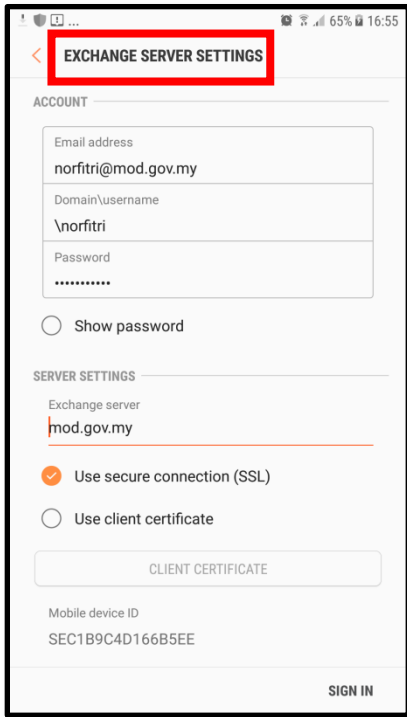 ... 65% 16:55
EXCHANGE SERVER SETTINGS
ACCOUNT
Email address
norfitri@mod.gov.my
Domain\username
\norfitri
Password
•••••••••••
Show password
SERVER SETTINGS
Exchange server
mod.gov.my
Use secure connection (SSL)
Use client certificate
CLIENT CERTIFICATE
Mobile device ID
SEC1B9C4D166B5EE
SIGN IN